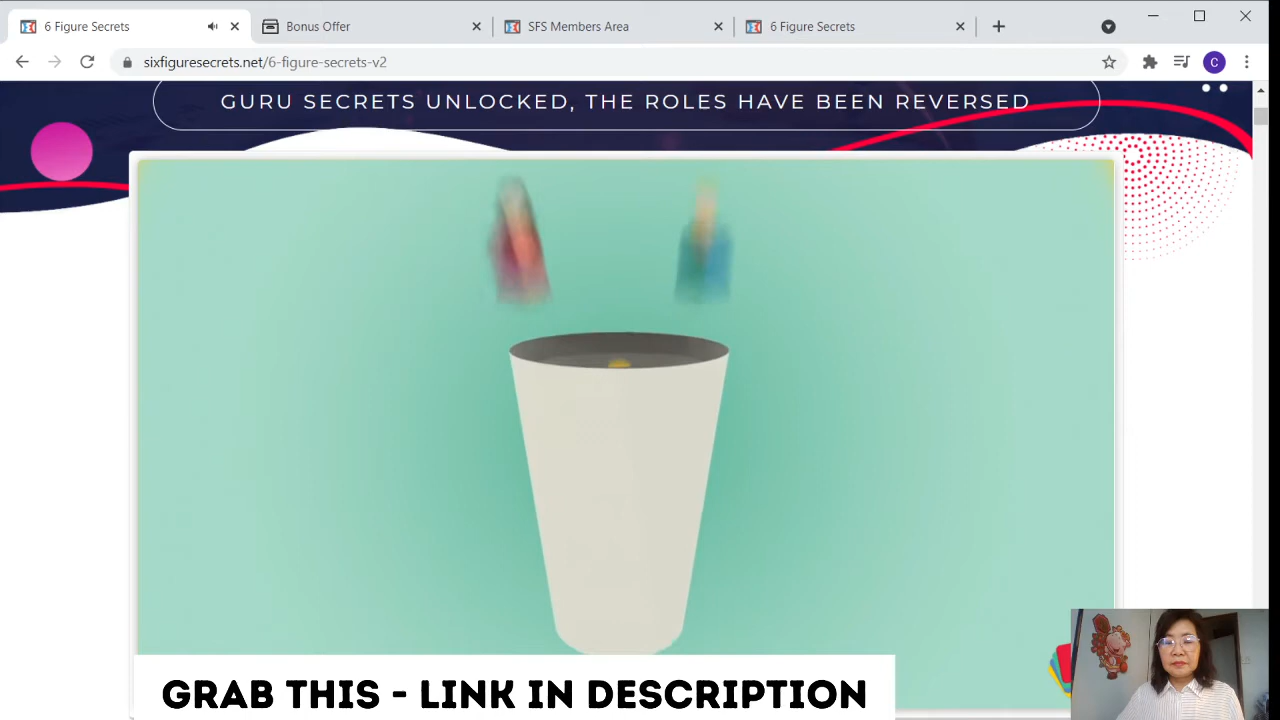 6 Figure Secrets
Bonus Offer
SFS Members Area
6 Figure Secrets
sixfiguresecrets.net/6-figure-secrets-v2
C
GURU SECRETS UNLOCKED, THE ROLES HAVE BEEN REVERSED
GRAB THIS - LINK IN DESCRIPTION